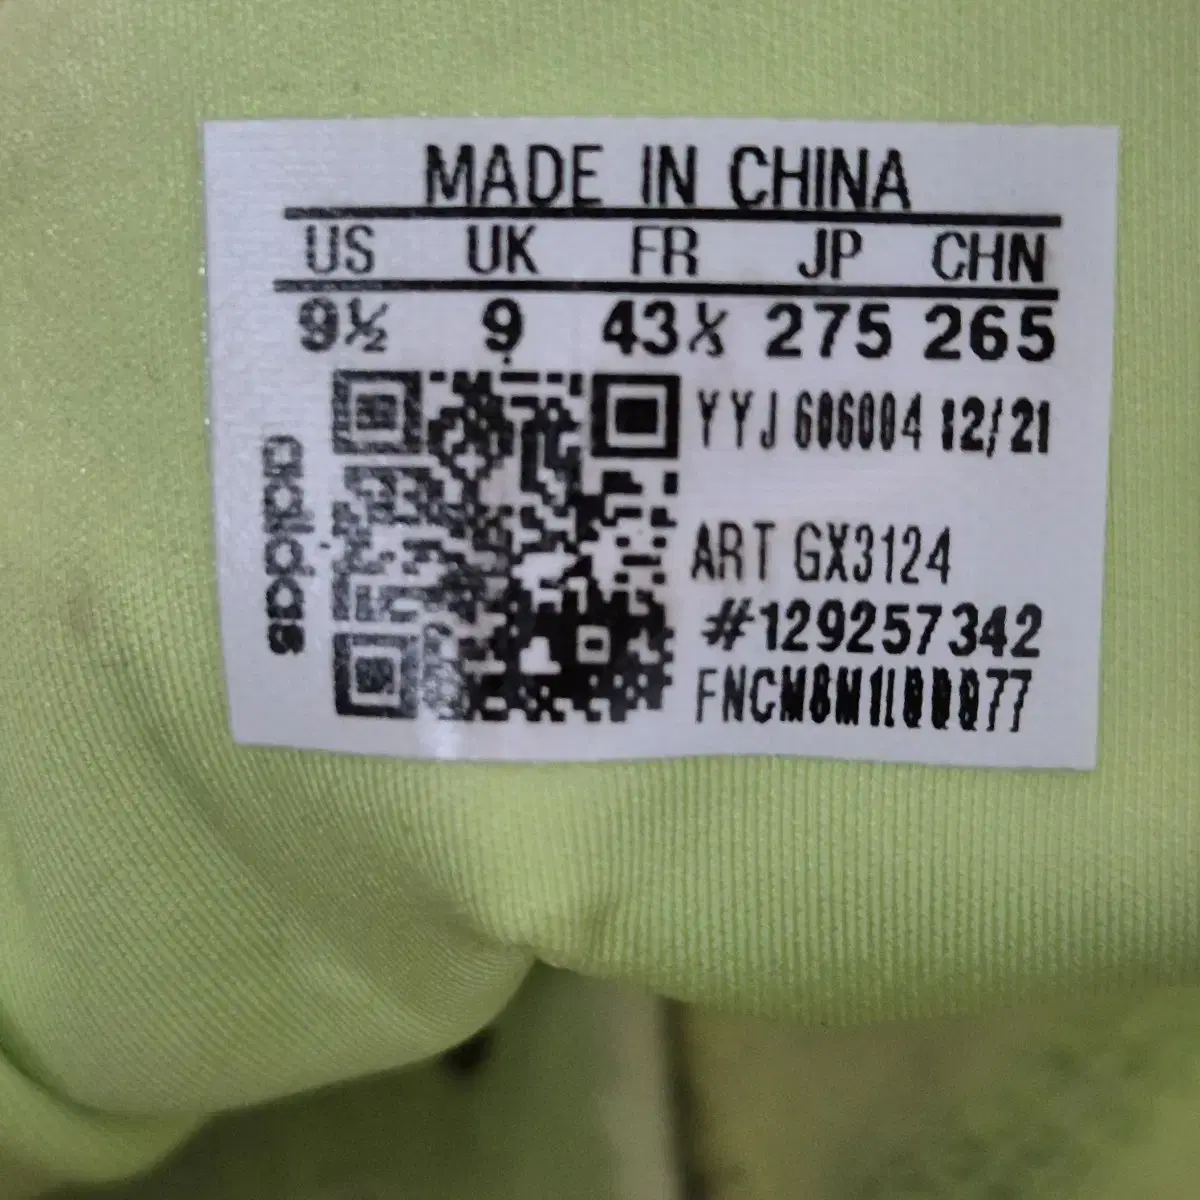 MADE IN CHINA
US UK FR JP CHN
9½ 9 43⅓ 275 265
YYJ 606004 12/21
ART GX3124
#129257342
FNCM8M1L00077
adidas